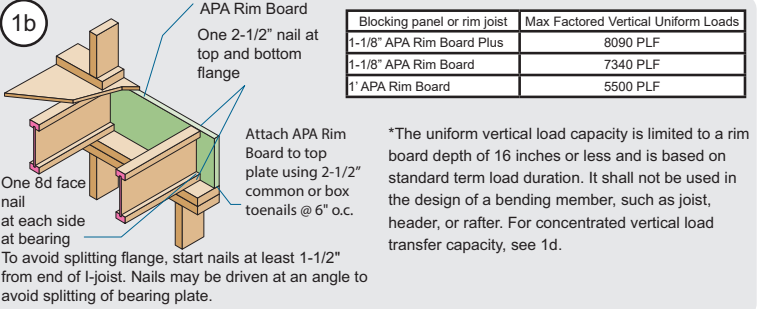 1b
APA Rim Board
One 2-1/2” nail at
top and bottom
flange
Attach APA Rim
Board to top
plate using 2-1/2”
common or box
toenails @ 6" o.c.
One 8d face
nail
at each side
at bearing
To avoid splitting flange, start nails at least 1-1/2"
from end of I-joist. Nails may be driven at an angle to
avoid splitting of bearing plate.
Blocking panel or rim joist Max Factored Vertical Uniform Loads
1-1/8” APA Rim Board Plus 8090 PLF
1-1/8” APA Rim Board 7340 PLF
1’ APA Rim Board 5500 PLF
*The uniform vertical load capacity is limited to a rim
board depth of 16 inches or less and is based on
standard term load duration. It shall not be used in
the design of a bending member, such as joist,
header, or rafter. For concentrated vertical load
transfer capacity, see 1d.